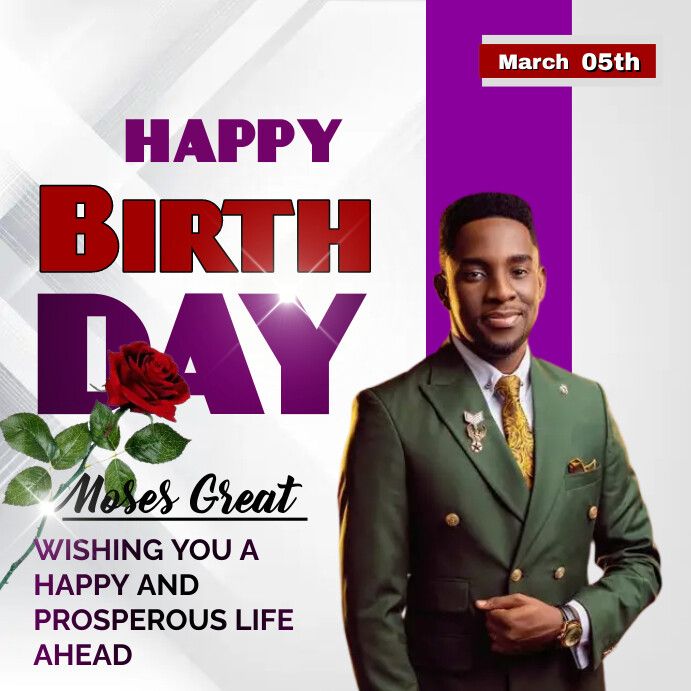 March 05th
HAPPY
BIRTH
DAY
Moses Great
WISHING YOU A
HAPPY AND
PROSPEROUS LIFE
AHEAD